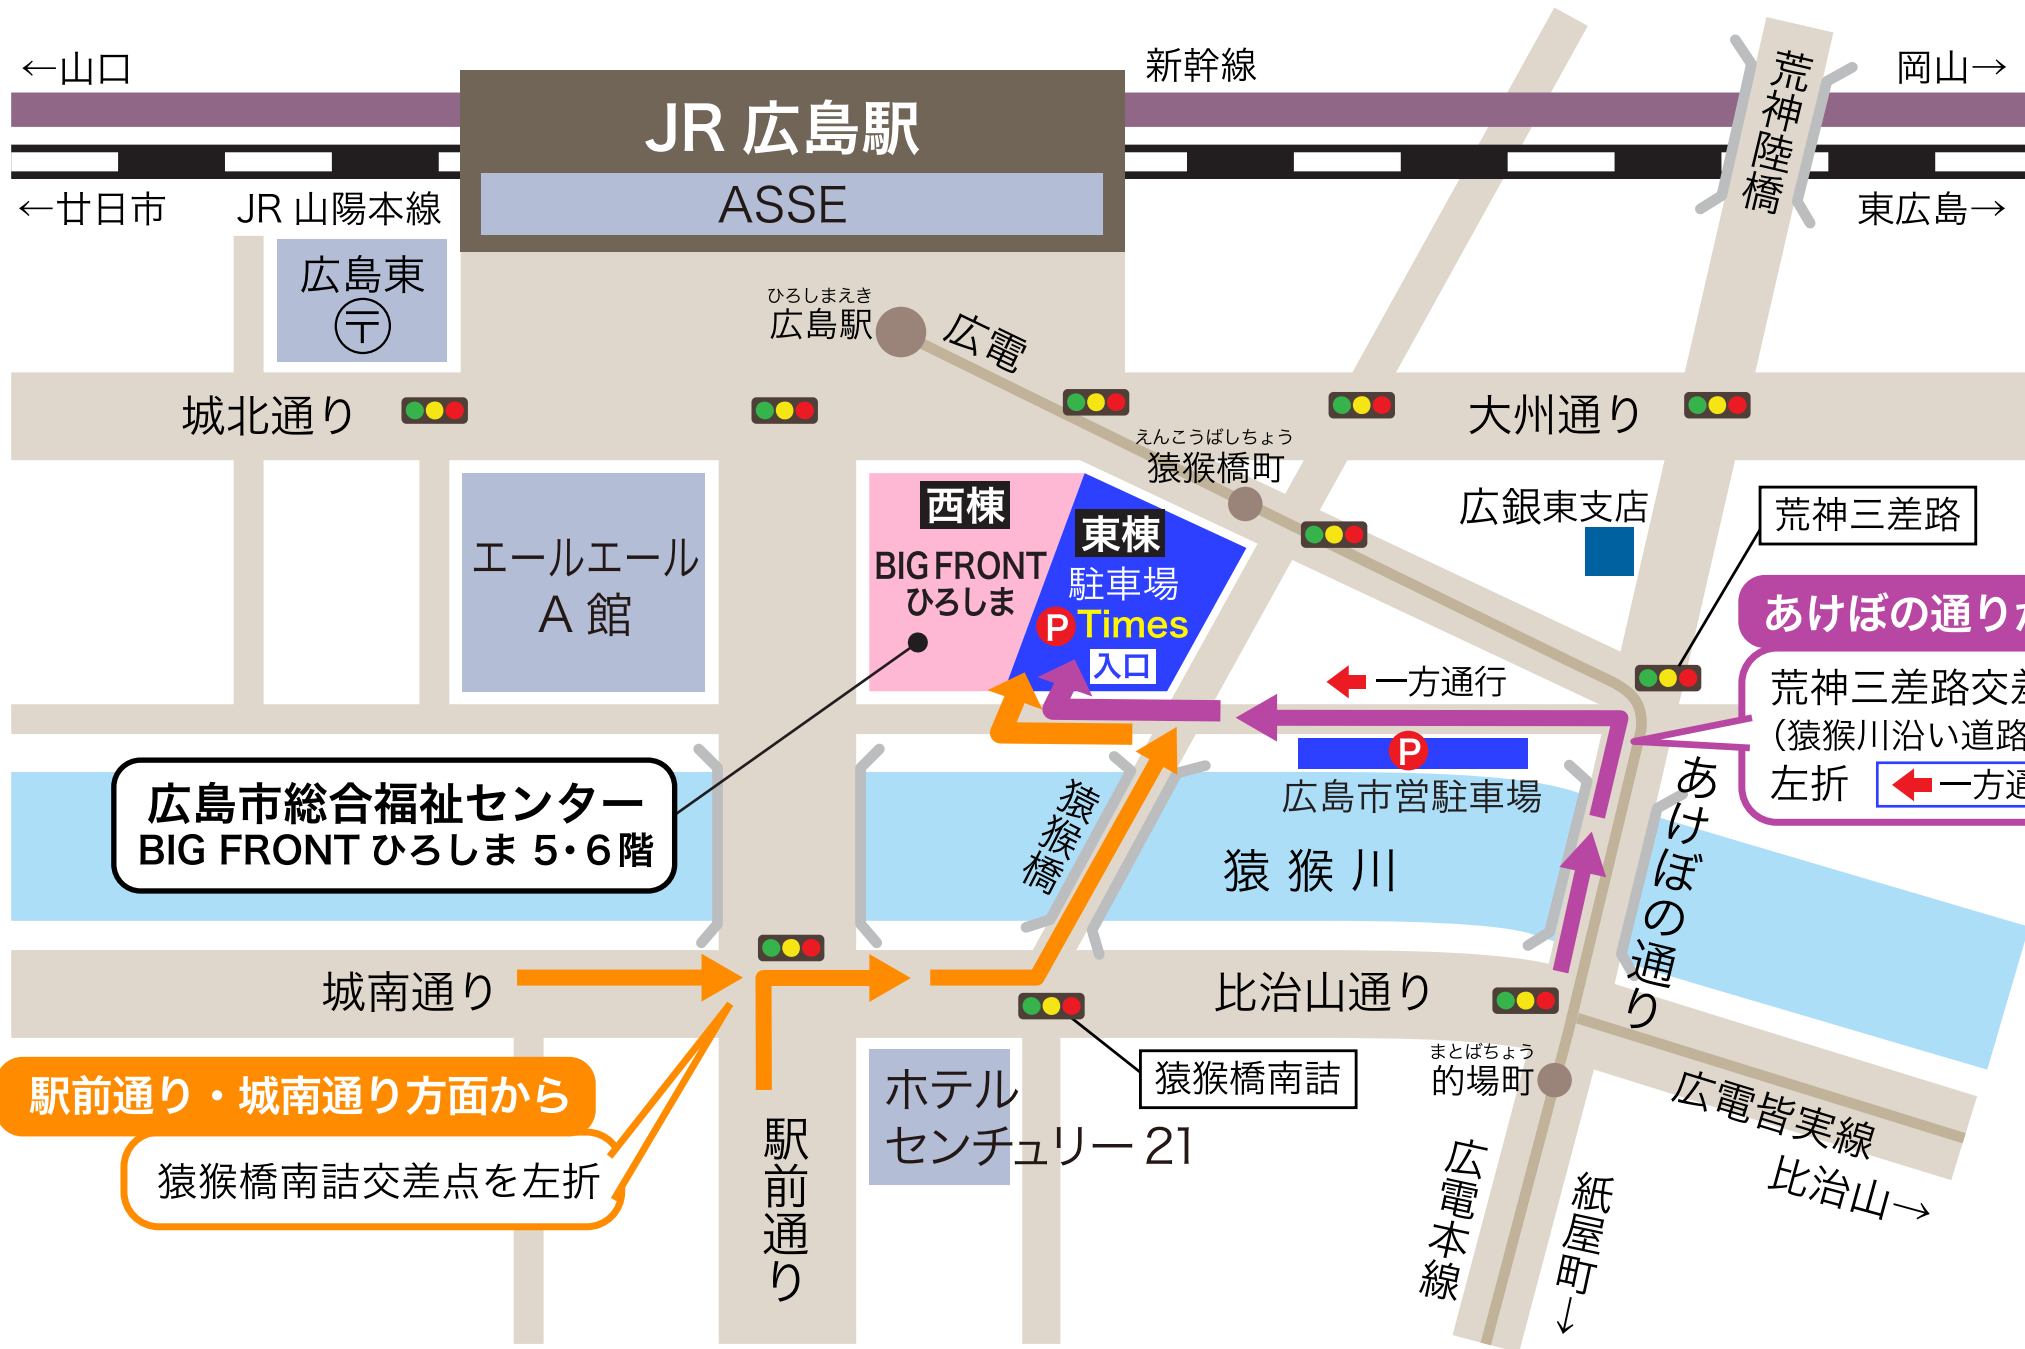 ←山口
新幹線
岡山→
JR 広島駅
荒神陸橋
ASSE
←廿日市
JR 山陽本線
東広島→
広島東
〒
ひろしまえき
広島駅
広電
城北通り
大州通り
えんこうばしちょう
猿猴橋町
西棟
東棟
広銀東支店
荒神三差路
エールエール
A 館
BIG FRONT
ひろしま
駐車場
P Times
入口
あけぼの通り
一方通行
荒神三差路交差
（猿猴川沿い道路
左折
一方通
P
広島市営駐車場
広島市総合福祉センター
BIG FRONT ひろしま 5・6階
猿猴橋
猿猴川
あけぼの通り
城南通り
比治山通り
駅前通り・城南通り方面から
猿猴橋南詰交差点を左折
駅前通り
ホテル
センチュリー 21
猿猴橋南詰
まとばちょう
的場町
広電皆実線
比治山→
広電本線
紙屋町→